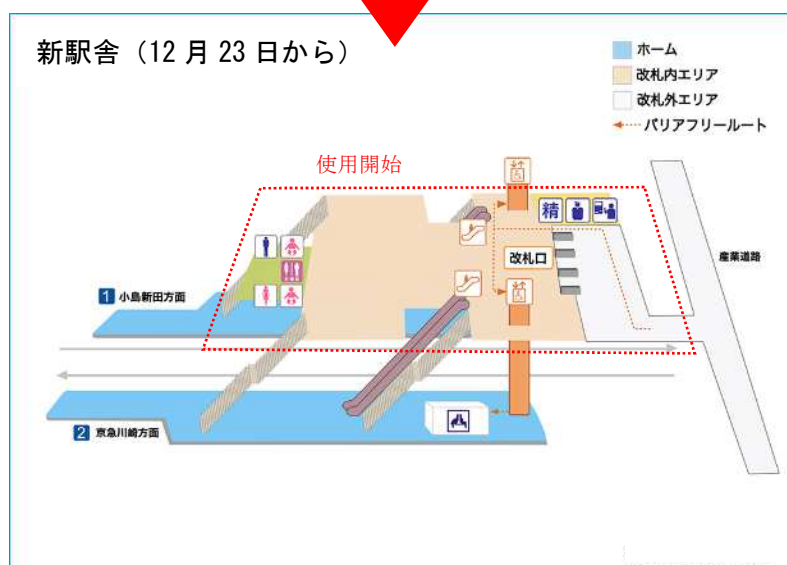 新駅舎（12 月 23 日から）
ホーム
改札内エリア
改札外エリア
バリアフリールート
使用開始
精
改札口
産業道路
1 小島新田方面
2 京急川崎方面